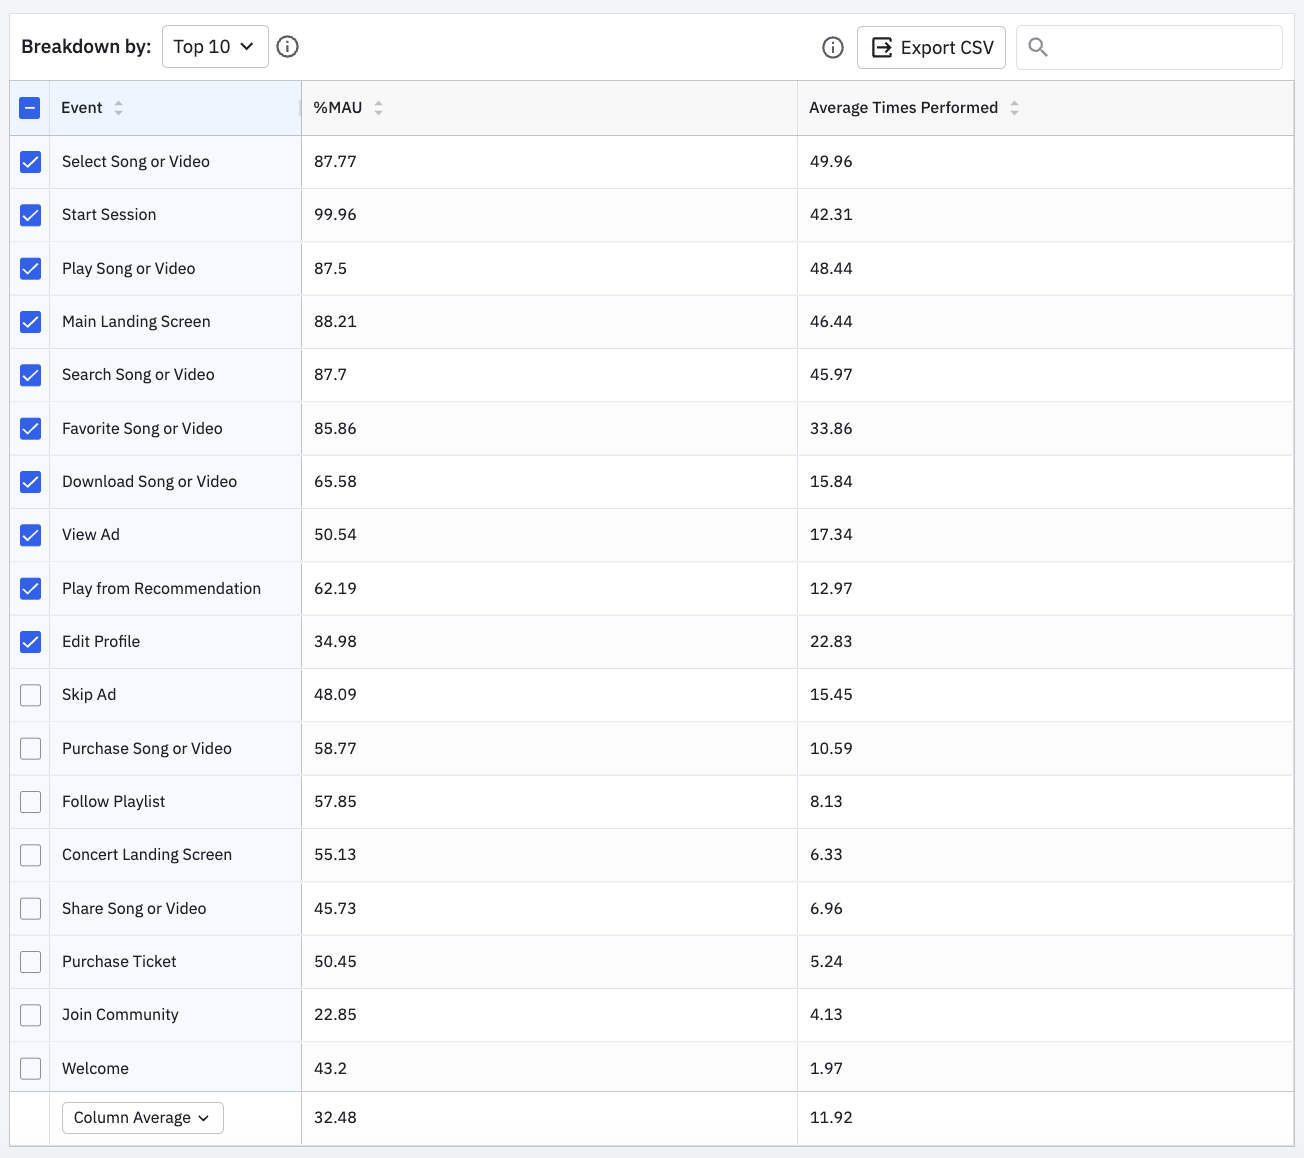 Breakdown by: Top 10 Export CSV
Event %MAU Average Times Performed
Select Song or Video 87.77 49.96
Start Session 99.96 42.31
Play Song or Video 87.5 48.44
Main Landing Screen 88.21 46.44
Search Song or Video 87.7 45.97
Favorite Song or Video 85.86 33.86
Download Song or Video 65.58 15.84
View Ad 50.54 17.34
Play from Recommendation 62.19 12.97
Edit Profile 34.98 22.83
Skip Ad 48.09 15.45
Purchase Song or Video 58.77 10.59
Follow Playlist 57.85 8.13
Concert Landing Screen 55.13 6.33
Share Song or Video 45.73 6.96
Purchase Ticket 50.45 5.24
Join Community 22.85 4.13
Welcome 43.2 1.97
Column Average 32.48 11.92